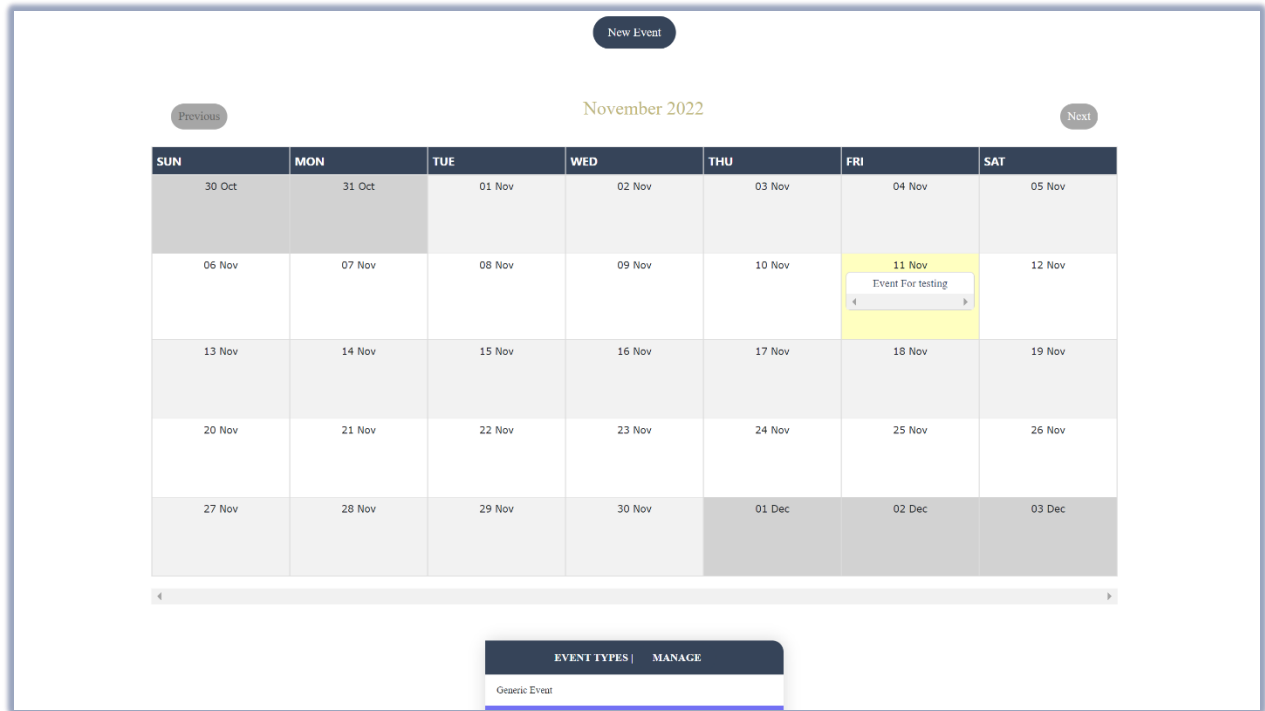 New Event
Previous
November 2022
Next
SUN MON TUE WED THU FRI SAT
30 Oct 31 Oct 01 Nov 02 Nov 03 Nov 04 Nov 05 Nov
06 Nov 07 Nov 08 Nov 09 Nov 10 Nov 11 Nov 12 Nov
Event For testing
13 Nov 14 Nov 15 Nov 16 Nov 17 Nov 18 Nov 19 Nov
20 Nov 21 Nov 22 Nov 23 Nov 24 Nov 25 Nov 26 Nov
27 Nov 28 Nov 29 Nov 30 Nov 01 Dec 02 Dec 03 Dec
EVENT TYPES | MANAGE
Generic Event